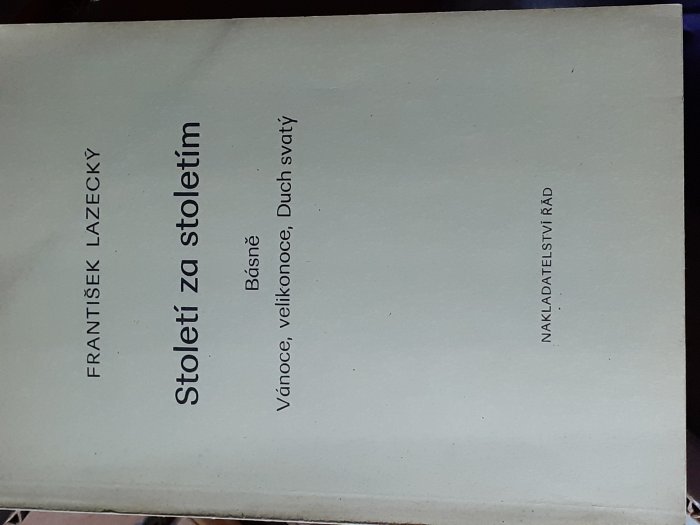 FRANTIŠEK LAZECKÝ
Století za stoletím
Básně
Vánoce, velikonoce, Duch svatý
NAKLADATELSTVÍ ŘÁD